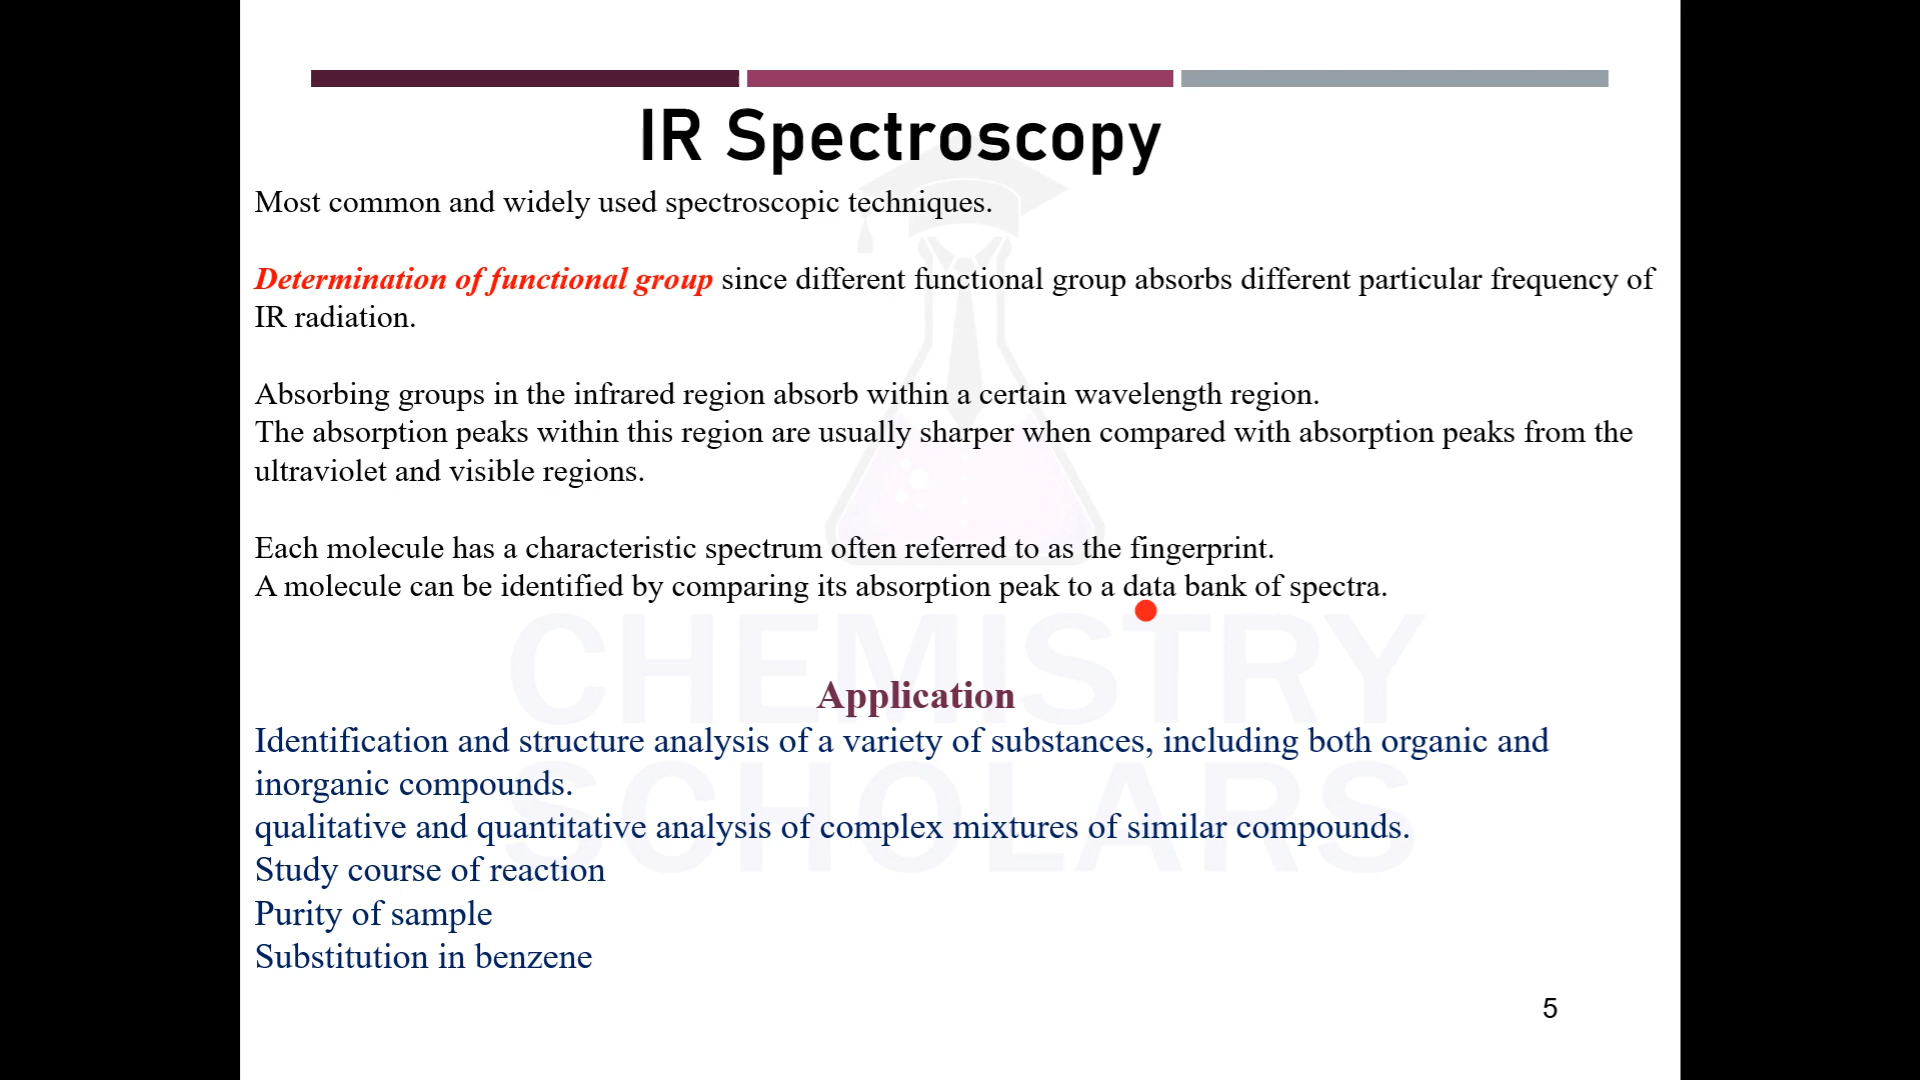 IR Spectroscopy
Most common and widely used spectroscopic techniques.
Determination of functional group since different functional group absorbs different particular frequency of
IR radiation.
Absorbing groups in the infrared region absorb within a certain wavelength region.
The absorption peaks within this region are usually sharper when compared with absorption peaks from the
ultraviolet and visible regions.
Each molecule has a characteristic spectrum often referred to as the fingerprint.
A molecule can be identified by comparing its absorption peak to a data bank of spectra.
CHEMISTRY
Application
Identification and structure analysis of a variety of substances, including both organic and
inorganic compounds.
SCHOLARS
qualitative and quantitative analysis of complex mixtures of similar compounds.
Study course of reaction
Purity of sample
Substitution in benzene
5